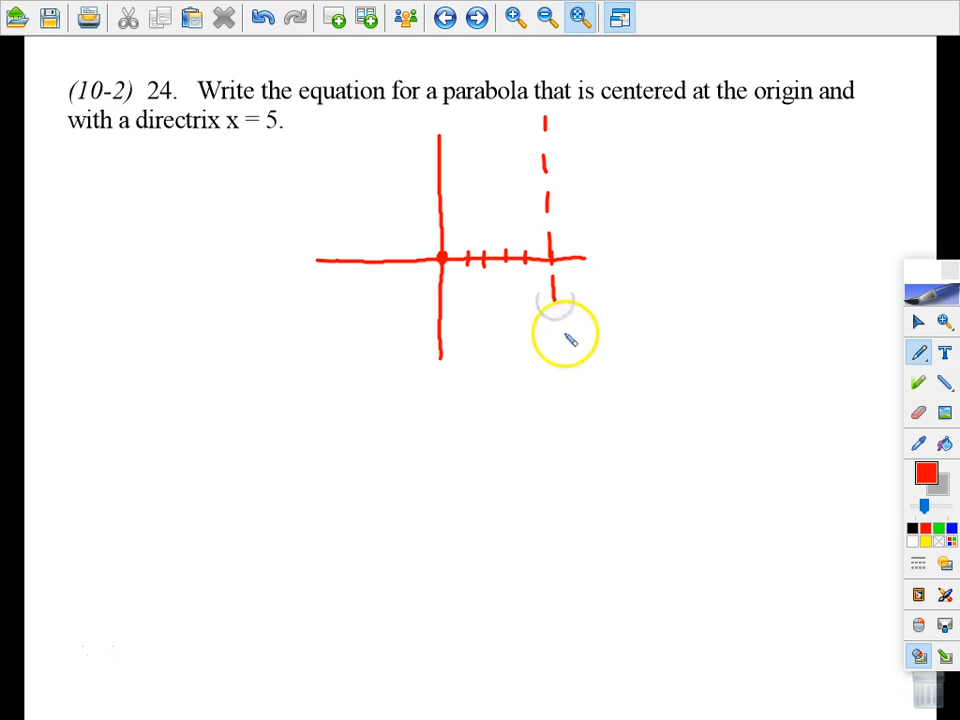 (10-2) 24. Write the equation for a parabola that is centered at the origin and
with a directrix x = 5.